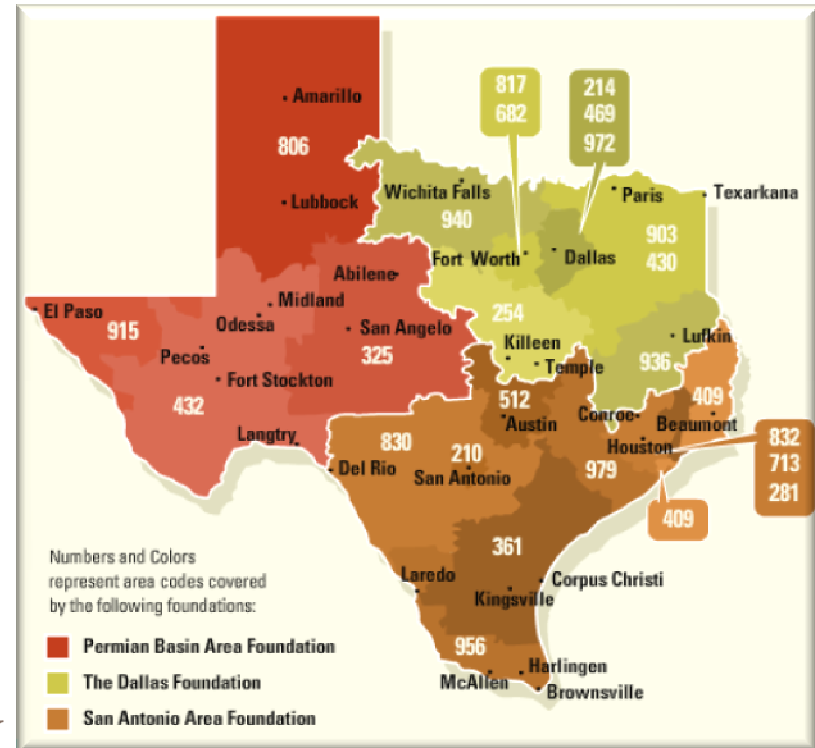 817
682
214
469
972
Amarillo
806
Lubbock
Wichita Falls
940
Paris
Texarkana
903
430
Fort Worth
Dallas
Abilene
El Paso
915
Midland
Odessa
San Angelo
254
Killeen
Lufkin
Pecos
325
Temple
936
Fort Stockton
432
512
Austin
Conroe
409
Beaumont
Langtry
830
210
Houston
832
713
281
Del Rio
San Antonio
979
409
361
Numbers and Colors
represent area codes covered
by the following foundations:
Laredo
Corpus Christi
Kingsville
Permian Basin Area Foundation
956
Harlingen
The Dallas Foundation
McAllen
Brownsville
San Antonio Area Foundation